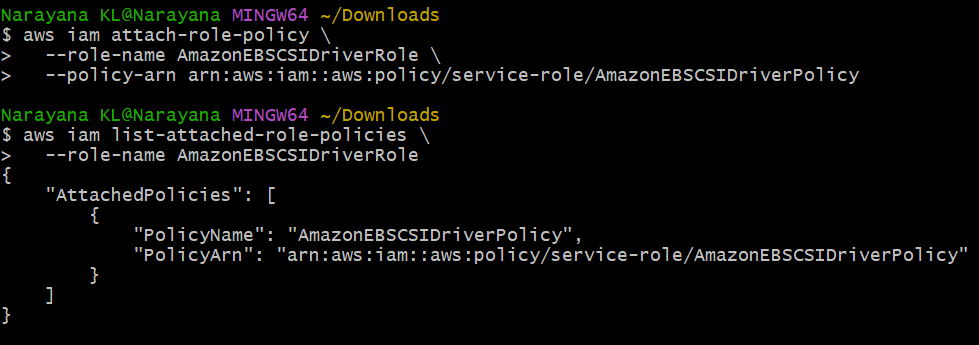 Narayana KL@Narayana MINGW64 ~/Downloads
$ aws iam attach-role-policy \
>   --role-name AmazonEBSCSIDriverRole \
>   --policy-arn arn:aws:iam::aws:policy/service-role/AmazonEBSCSIDriverPolicy

Narayana KL@Narayana MINGW64 ~/Downloads
$ aws iam list-attached-role-policies \
>   --role-name AmazonEBSCSIDriverRole
{
    "AttachedPolicies": [
        {
            "PolicyName": "AmazonEBSCSIDriverPolicy",
            "PolicyArn": "arn:aws:iam::aws:policy/service-role/AmazonEBSCSIDriverPolicy"
        }
    ]
}